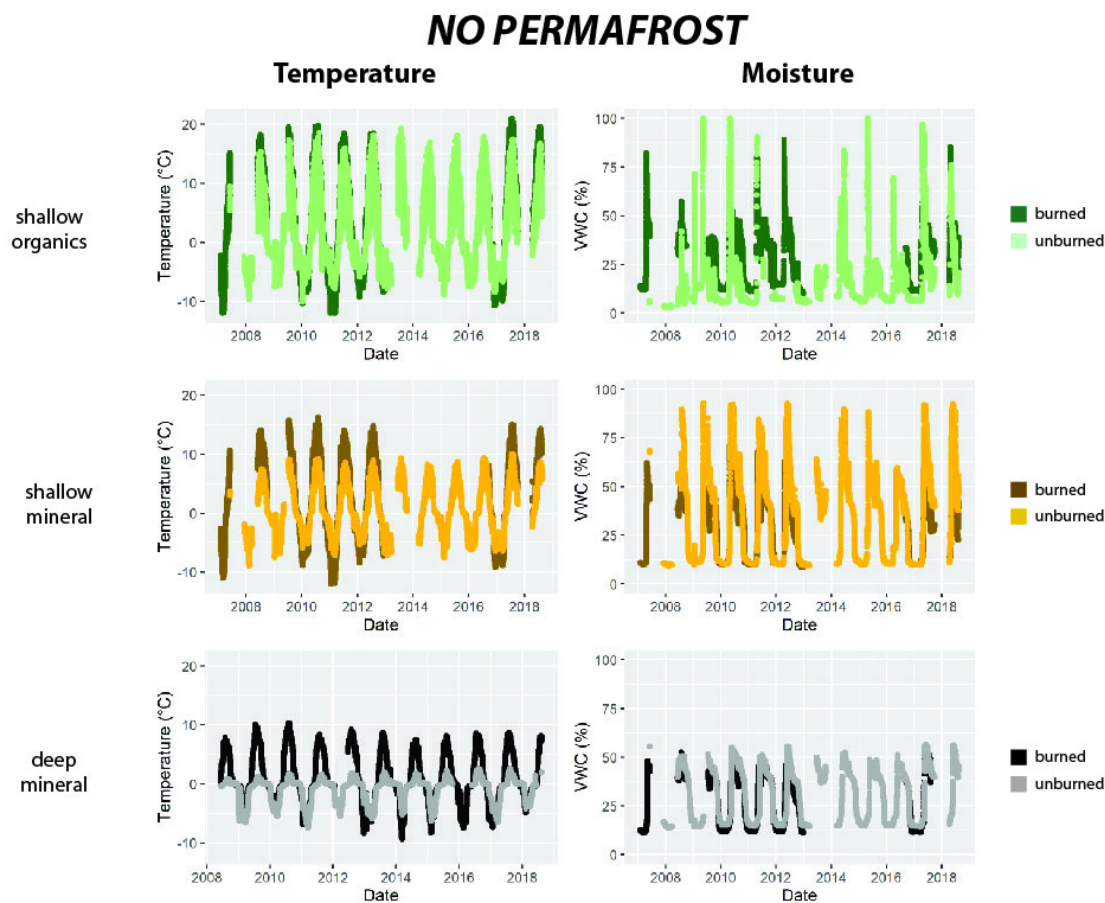 NO PERMAFROST
Temperature
Moisture
shallow
organics
Temperature (°C)
20
10
0
-10
2008 2010 2012 2014 2016 2018
Date
VWC (%)
100
75
50
25
0
2008 2010 2012 2014 2016 2018
Date
burned
unburned
shallow
mineral
Temperature (°C)
20
10
0
-10
2008 2010 2012 2014 2016 2018
Date
VWC (%)
100
75
50
25
0
2008 2010 2012 2014 2016 2018
Date
burned
unburned
deep
mineral
Temperature (°C)
20
10
0
-10
2008 2010 2012 2014 2016 2018
Date
VWC (%)
100
75
50
25
0
2008 2010 2012 2014 2016 2018
Date
burned
unburned